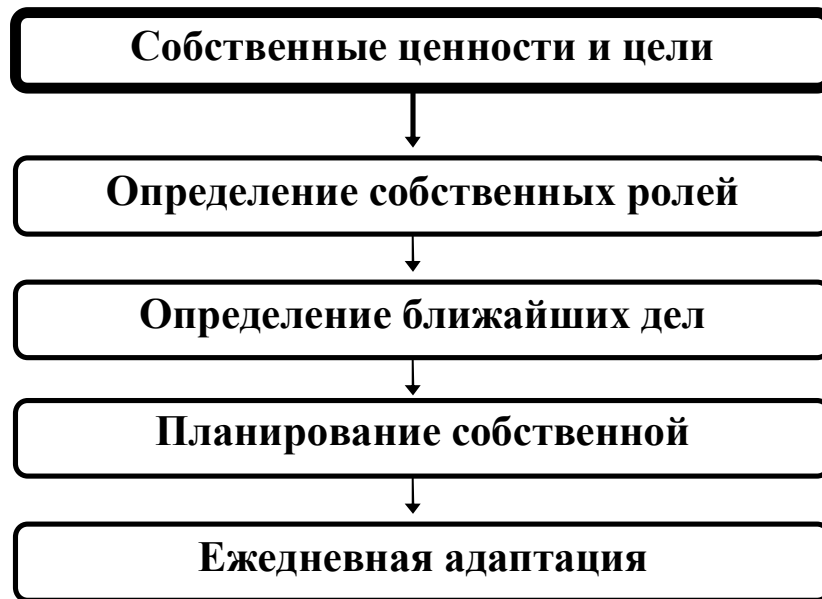 Собственные ценности и цели
Определение собственных ролей
Определение ближайших дел
Планирование собственной
Ежедневная адаптация